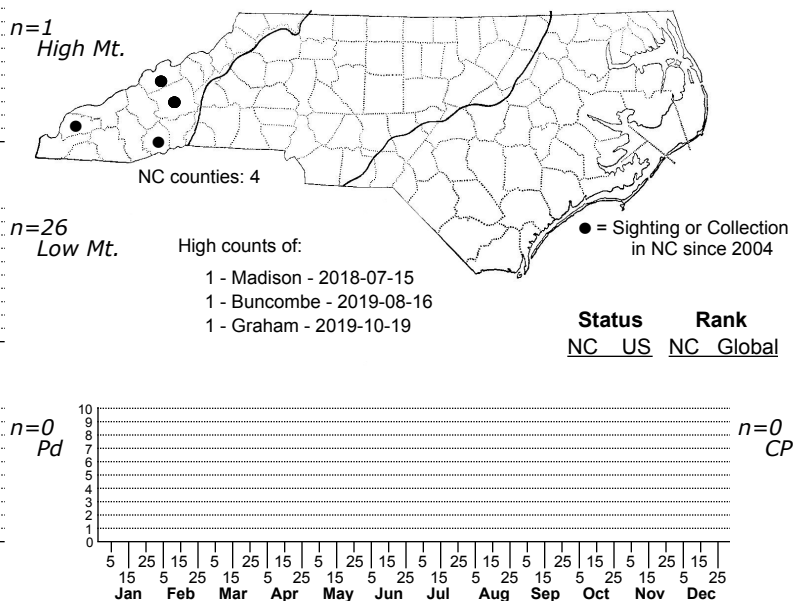 n=1
High Mt.
NC counties: 4
n=26
Low Mt.
High counts of:
1 - Madison - 2018-07-15
1 - Buncombe - 2019-08-16
1 - Graham - 2019-10-19
● = Sighting or Collection
in NC since 2004
Status Rank
NC US NC Global
n=0
Pd
n=0
CP
10
9
8
7
6
5
4
3
2
1
0
5 25 15 5 25 15 5 25 15 5 25 15 5 25 15 5 25 15
15 5 25 15 5 25 15 5 25 15 5 25 15 5 25 15 5 25
Jan Feb Mar Apr May Jun Jul Aug Sep Oct Nov Dec